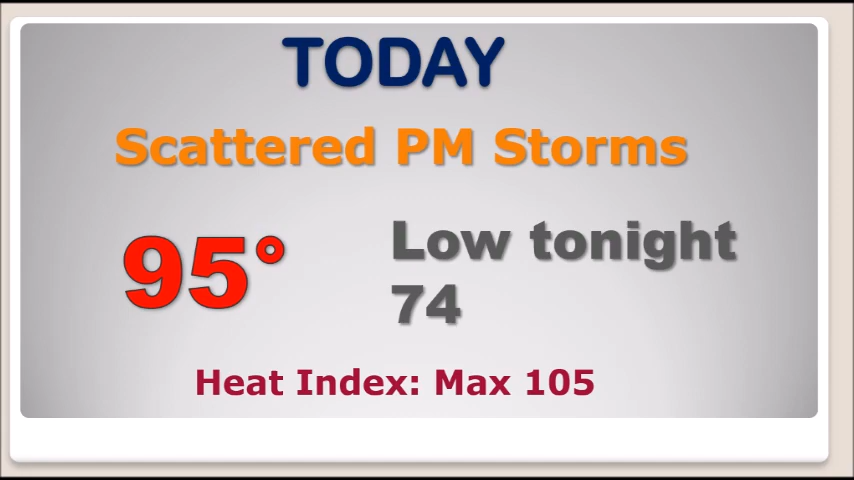 TODAY
Scattered PM Storms
95°
Low tonight
74
Heat Index: Max 105